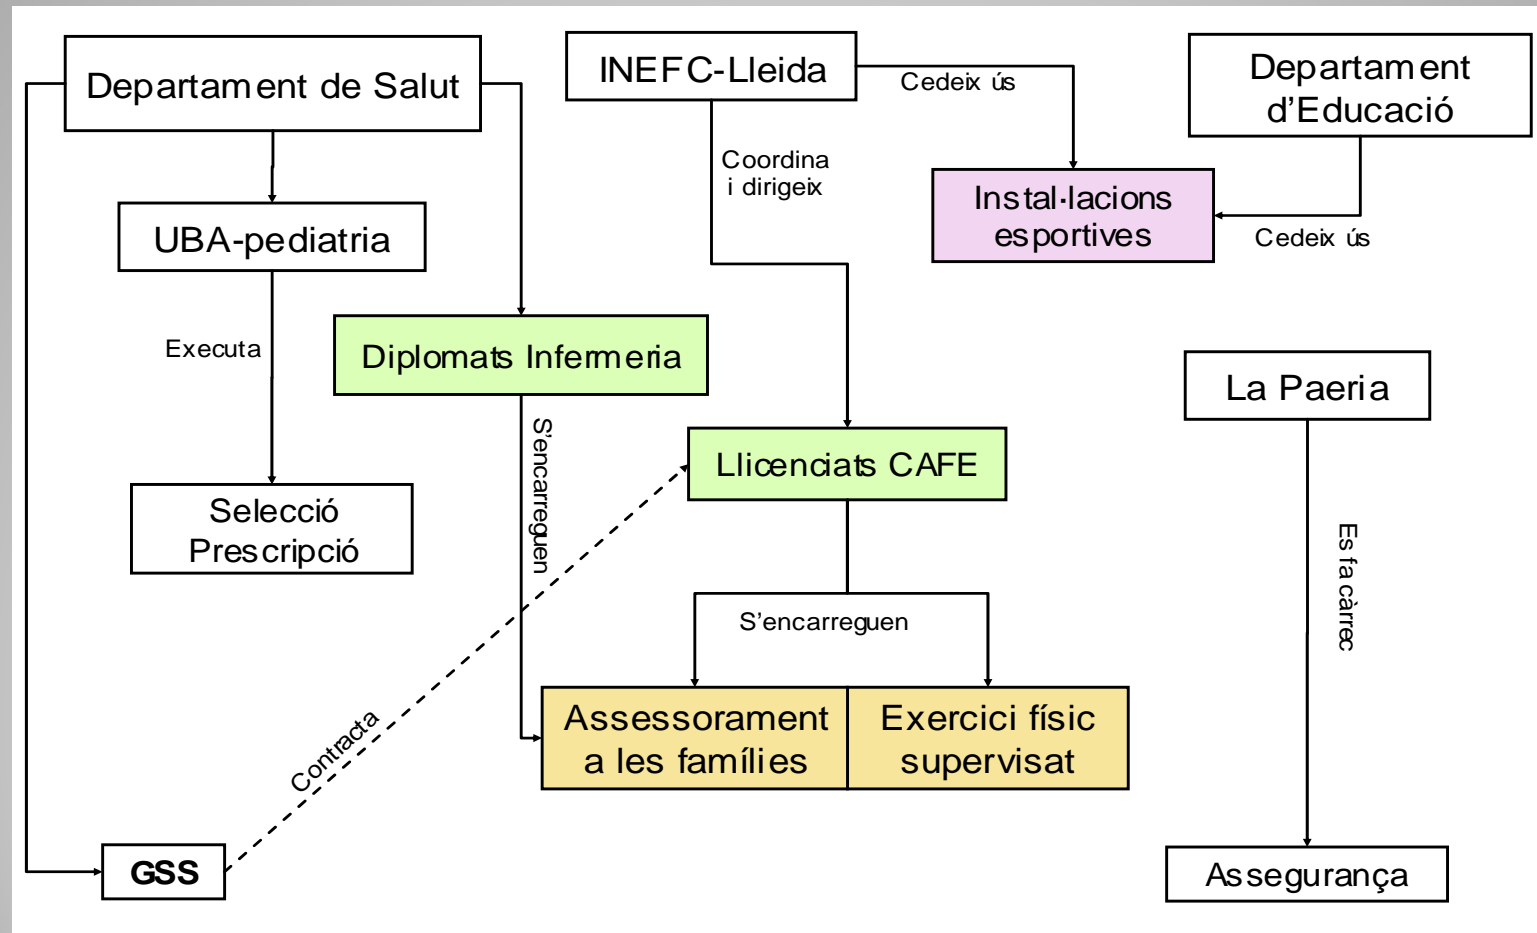 Departament de Salut
INEFC-Lleida
Cedeix ús
Departament
d'Educació
Coordina
i dirigeix
Instal·lacions
esportives
Cedeix ús
UBA-pediatria
Executa
Diplomats Infermeria
La Paeria
S'encarreguen
Llicenciats CAFE
Selecció
Prescripció
Es fa càrrec
S'encarreguen
Assessorament
a les famílies
Exercici físic
supervisat
Contracta
GSS
Assegurança